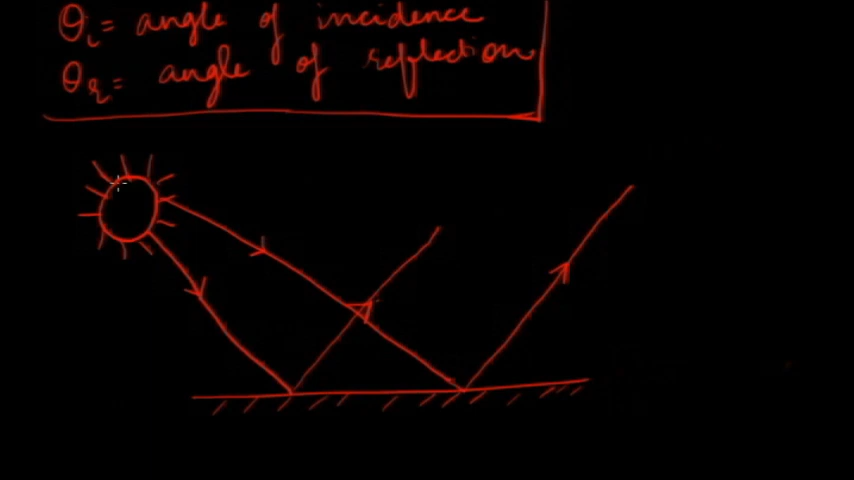 θi= angle of incidence
θr= angle of reflection